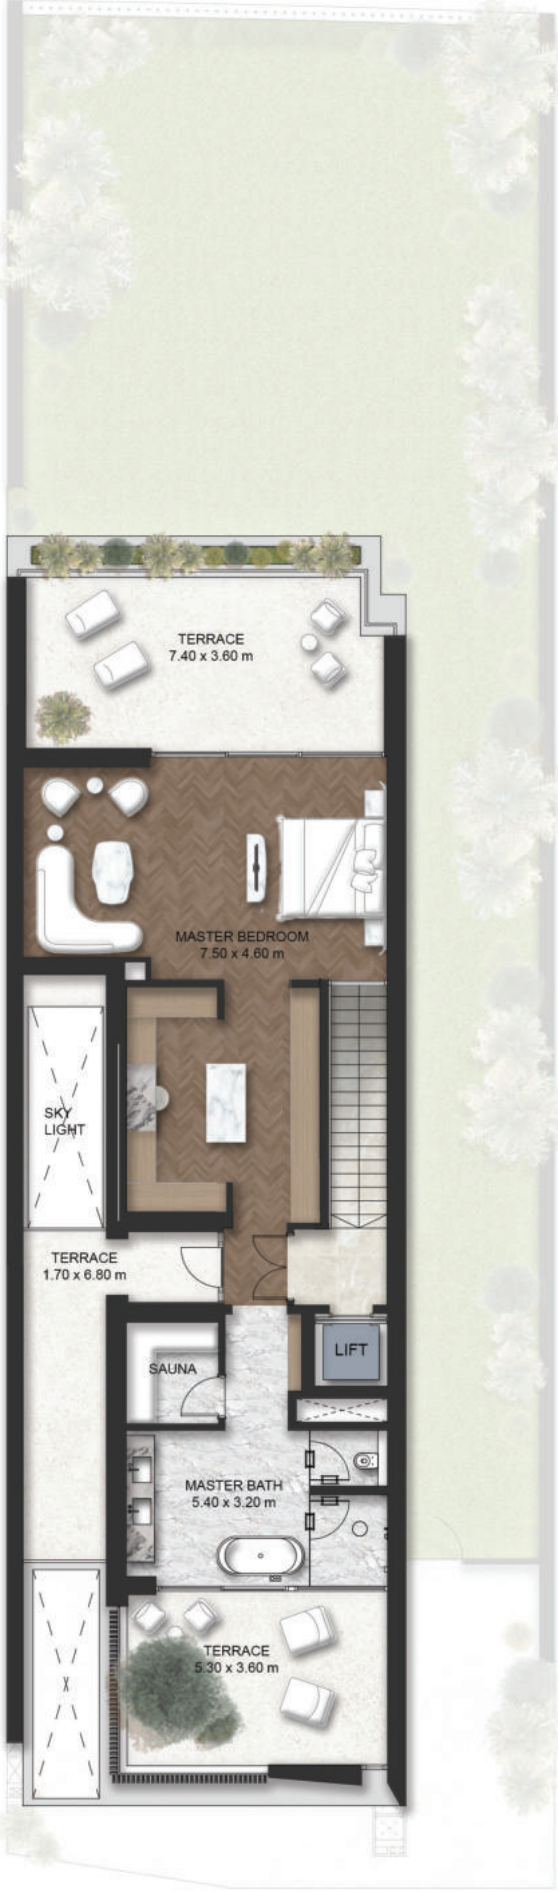 TERRACE
7.40 x 3.60 m
MASTER BEDROOM
7.50 x 4.60 m
SKY
LIGHT
TERRACE
1.70 x 6.80 m
LIFT
SAUNA
MASTER BATH
5.40 x 3.20 m
TERRACE
5.30 x 3.60 m